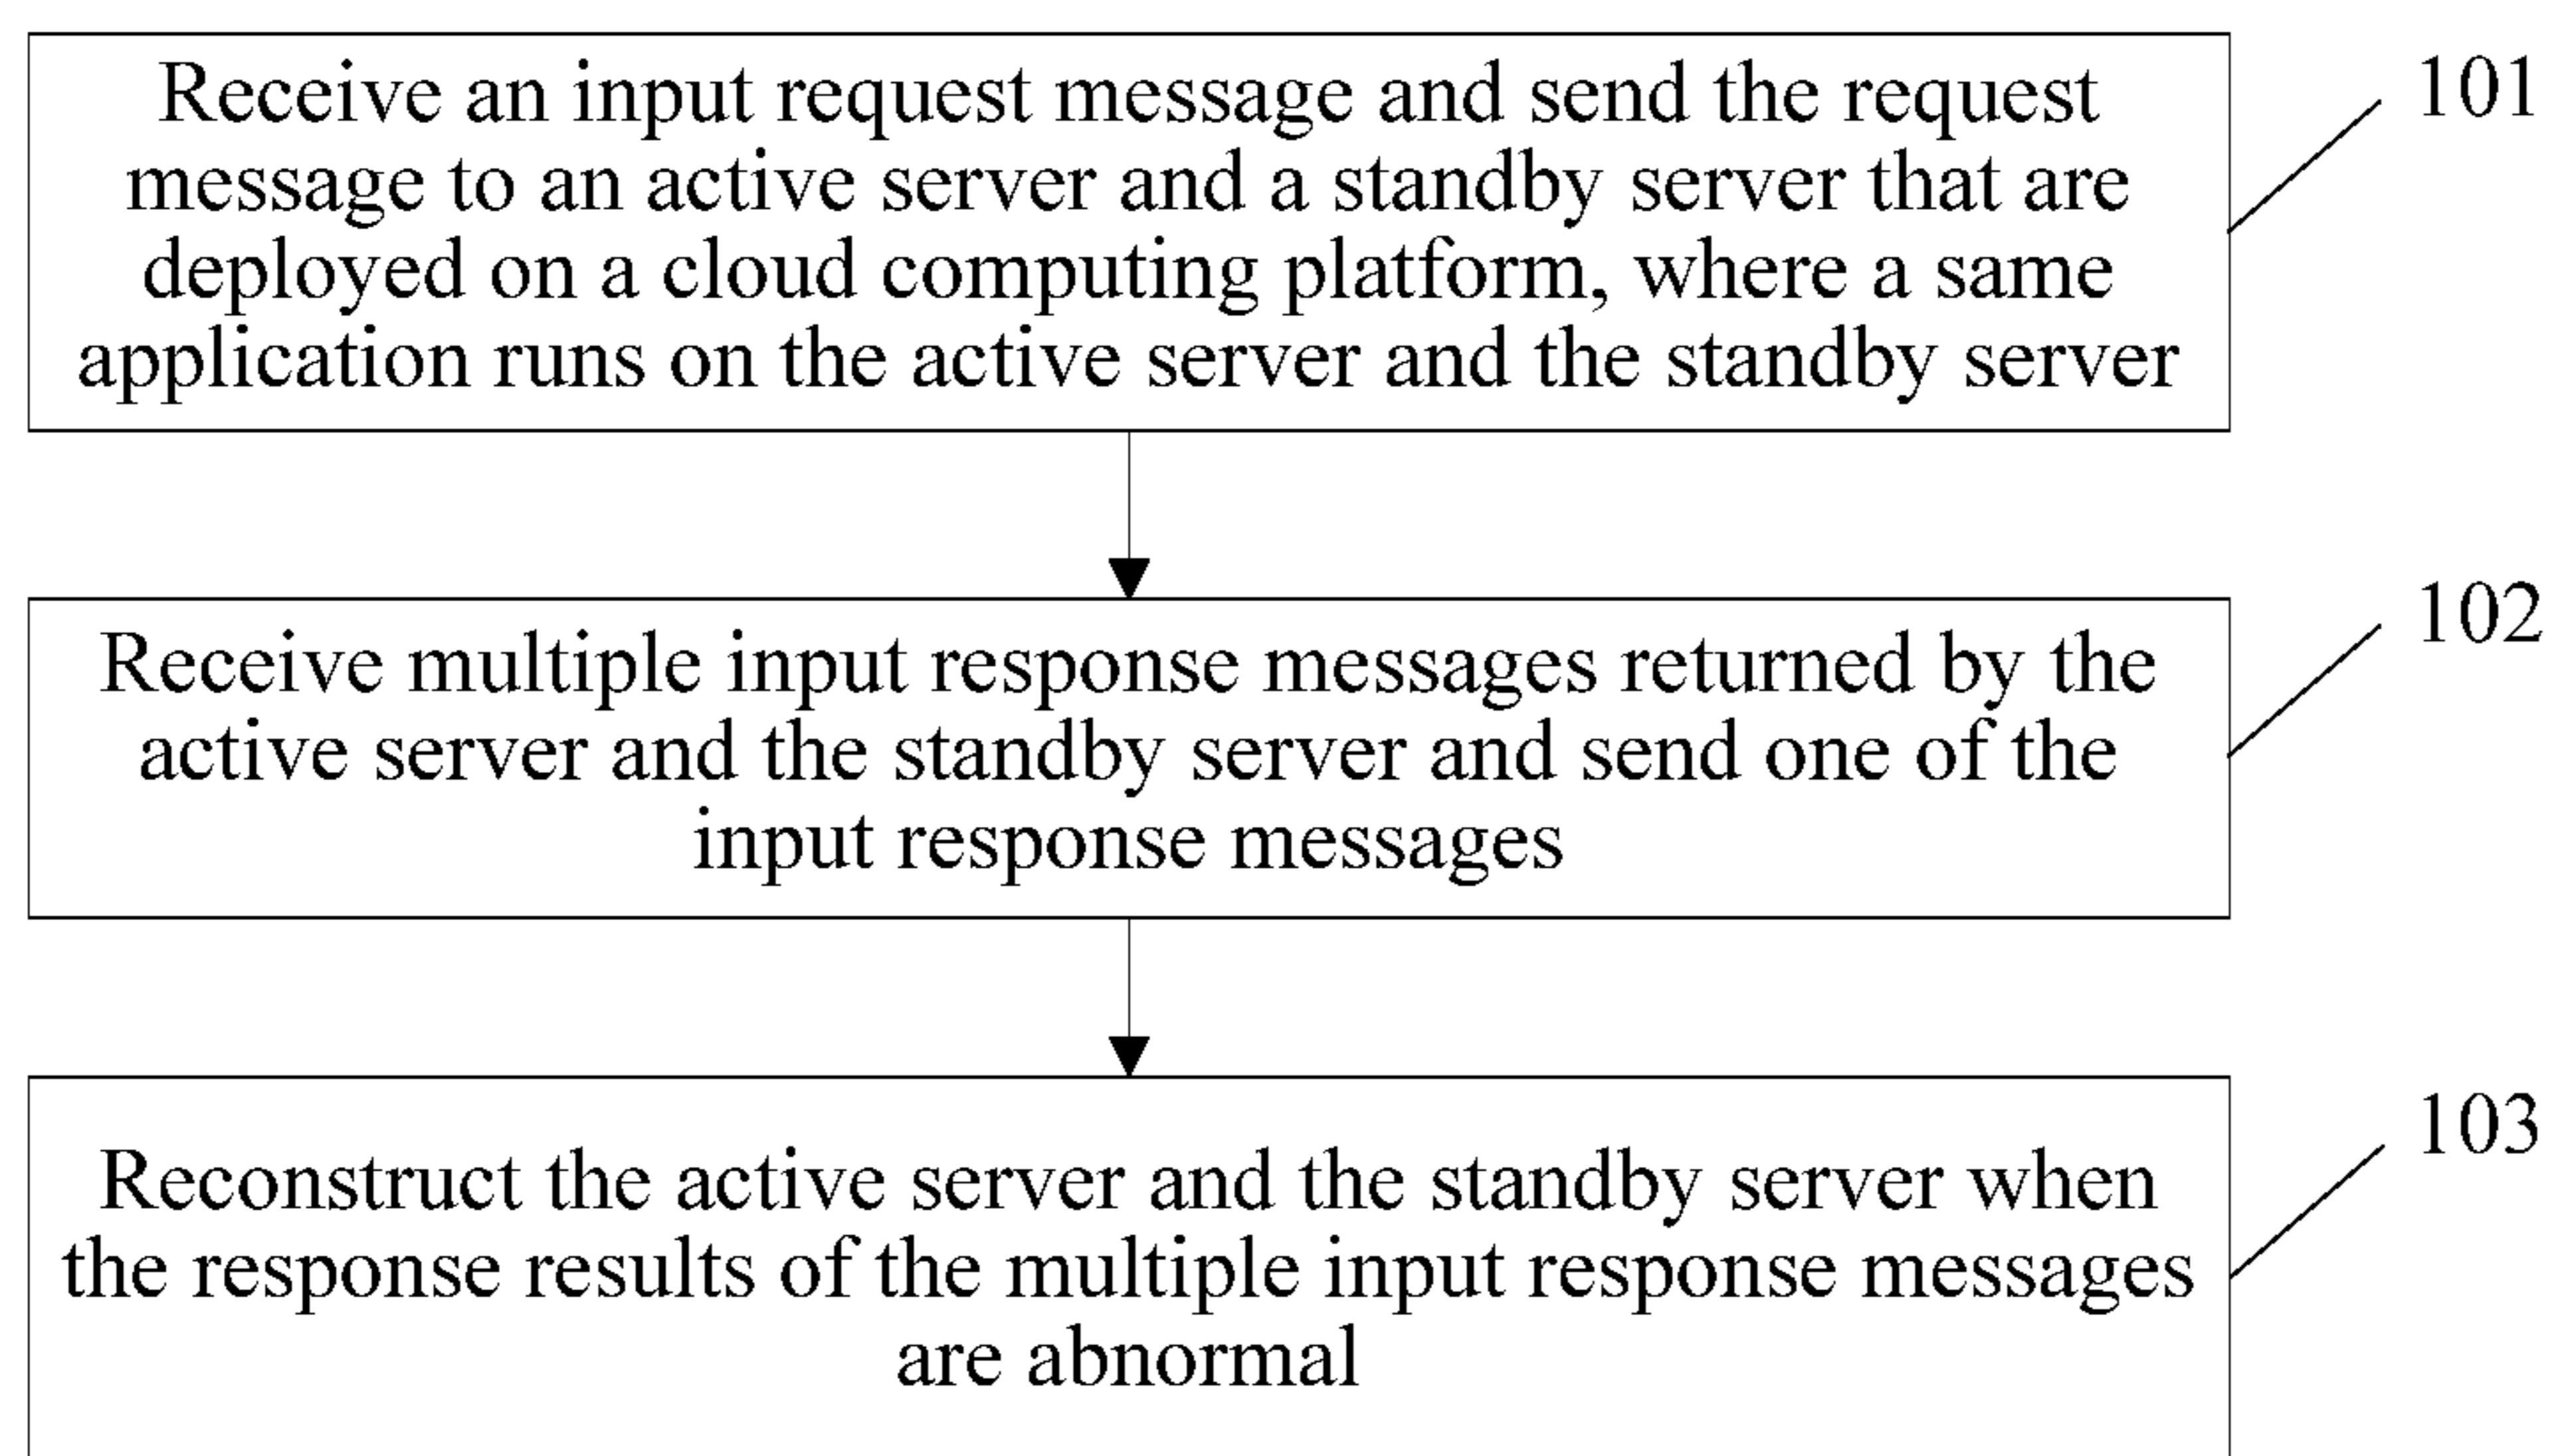 Receive an input request message and send the request
message to an active server and a standby server that are
deployed on a cloud computing platform, where a same
application runs on the active server and the standby server
101
Receive multiple input response messages returned by the
active server and the standby server and send one of the
input response messages
102
Reconstruct the active server and the standby server when
the response results of the multiple input response messages
are abnormal
103